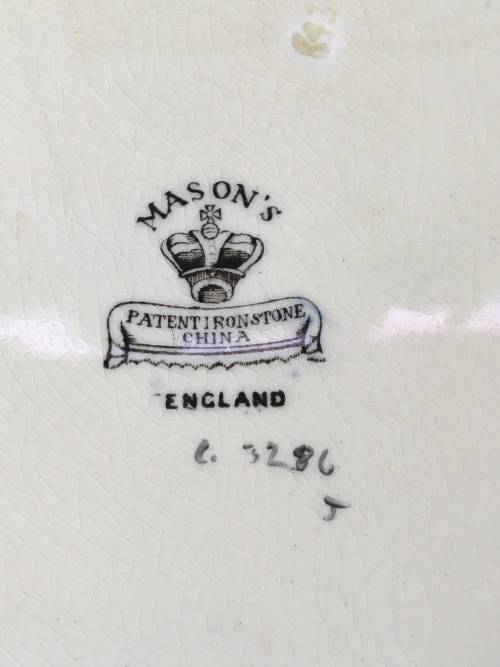 MASON'S
PATENT IRONSTONE
CHINA
ENGLAND
C. 3286
J